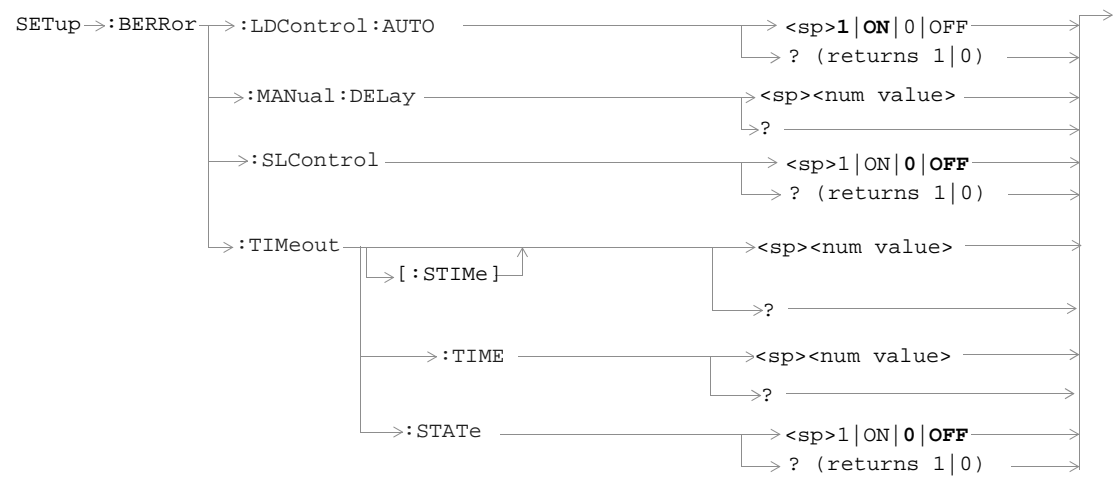 SETup :BERRor :LDControl:AUTO <sp>1|ON|0|OFF
? (returns 1|0)
:MANual:DELay <sp><num value>
?
:SLControl <sp>1|ON|0|OFF
? (returns 1|0)
:TIMeout <sp><num value>
[:STIMe]
?
:TIME <sp><num value>
?
:STATe <sp>1|ON|0|OFF
? (returns 1|0)